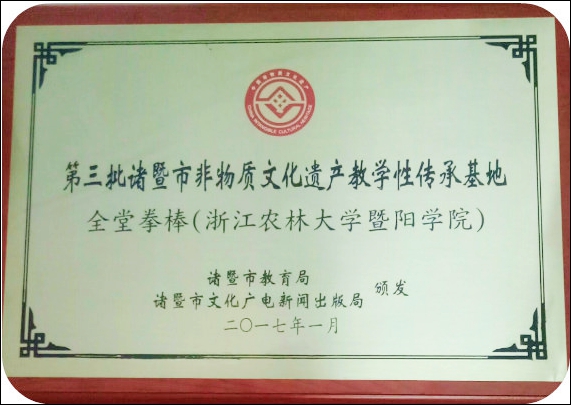 第三批诸暨市非物质文化遗产教学性传承基地
全堂拳棒(浙江农林大学暨阳学院)
诸暨市教育局
诸暨市文化广电新闻出版局 颁发
二〇一七年一月